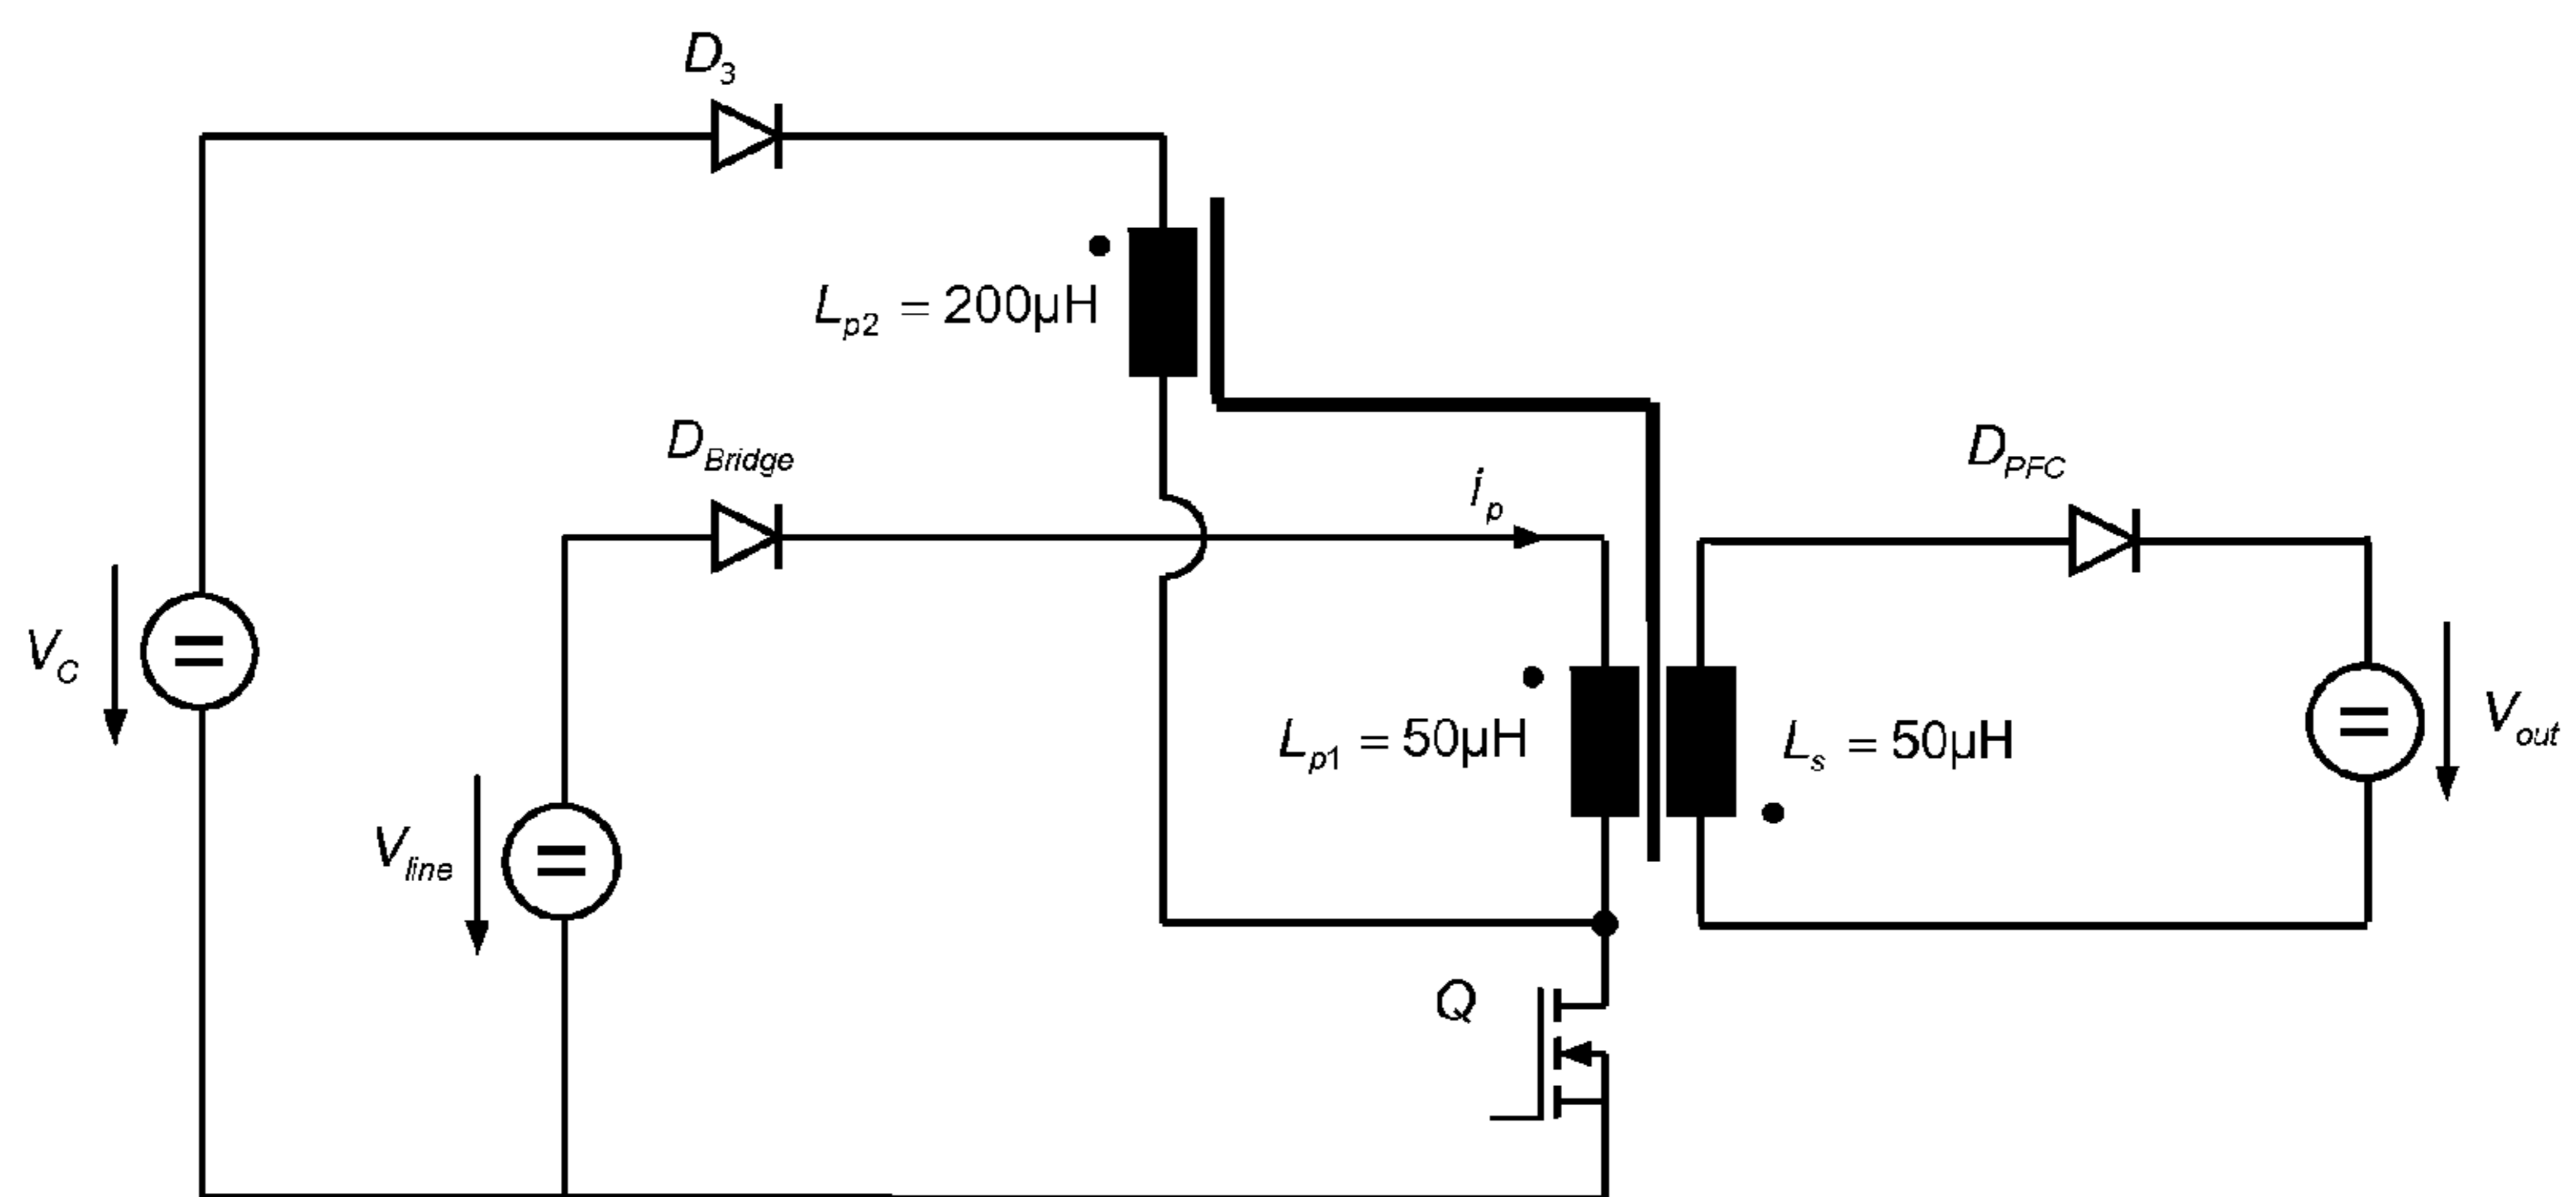 D3
Lp2 = 200µH
DBridge
ip
DPFC
VC
Vline
Lp1 = 50µH
Ls = 50µH
Vout
Q